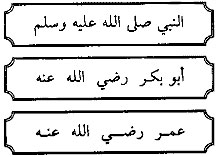 النبي صلى الله عليه وسلم
أبو بكر رضي الله عنه
عمر رضي الله عنه